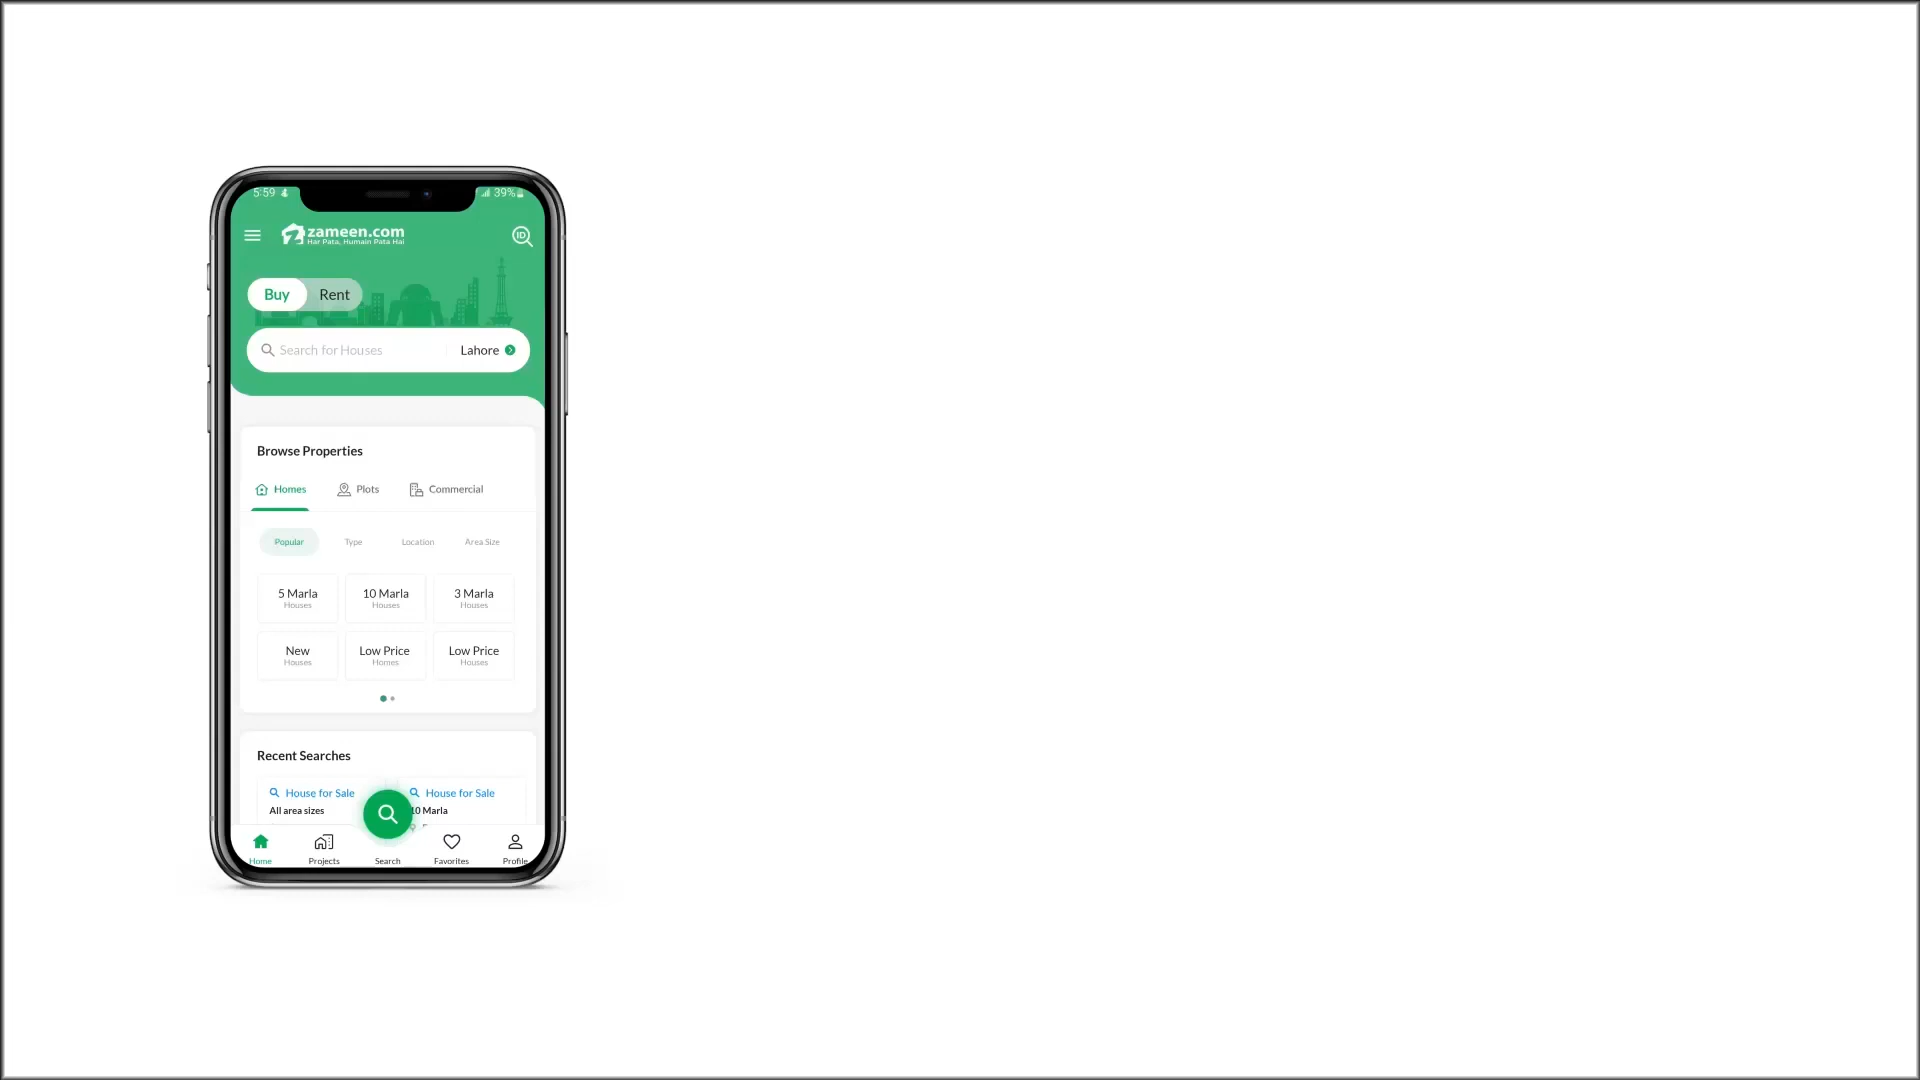 5:59
39%
zameen.com
Har Pata, Humain Pata Hai
ID
Buy Rent
Search for Houses Lahore
Browse Properties
Homes Plots Commercial
Popular Type Location Area Size
5 Marla 10 Marla 3 Marla
Houses Houses Houses
New Low Price Low Price
Houses Homes Houses
Recent Searches
House for Sale House for Sale
All area sizes 10 Marla
Home Projects Search Favorites Profile